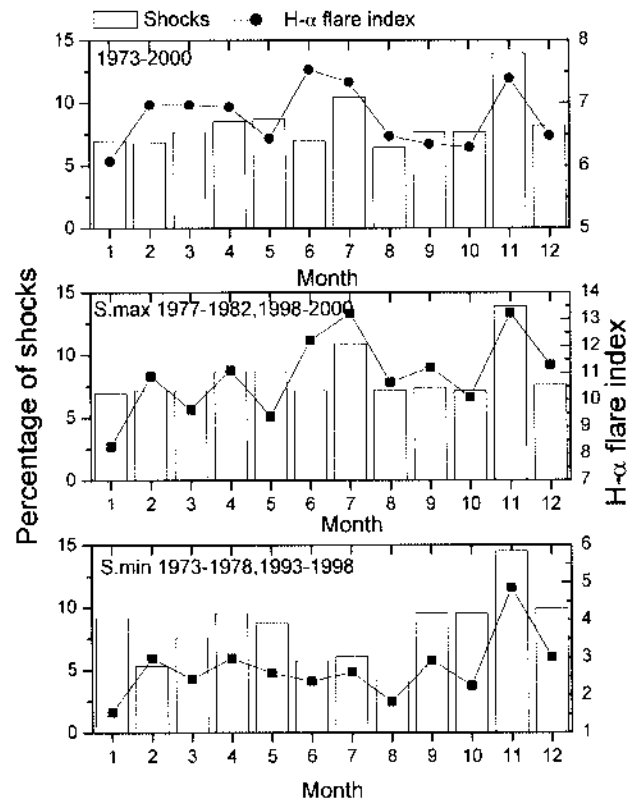 Shocks H-α flare index
15 10 5 0
1973-2000
8 7 6 5
1 2 3 4 5 6 7 8 9 10 11 12
Month
15 10 5 0
S.max 1977-1982,1998-2000
14 13 12 11 10 9 8 7
1 2 3 4 5 6 7 8 9 10 11 12
Month
15 10 5 0
S.min 1973-1978,1993-1998
6 5 4 3 2 1
1 2 3 4 5 6 7 8 9 10 11 12
Month
Percentage of shocks
H-α flare index